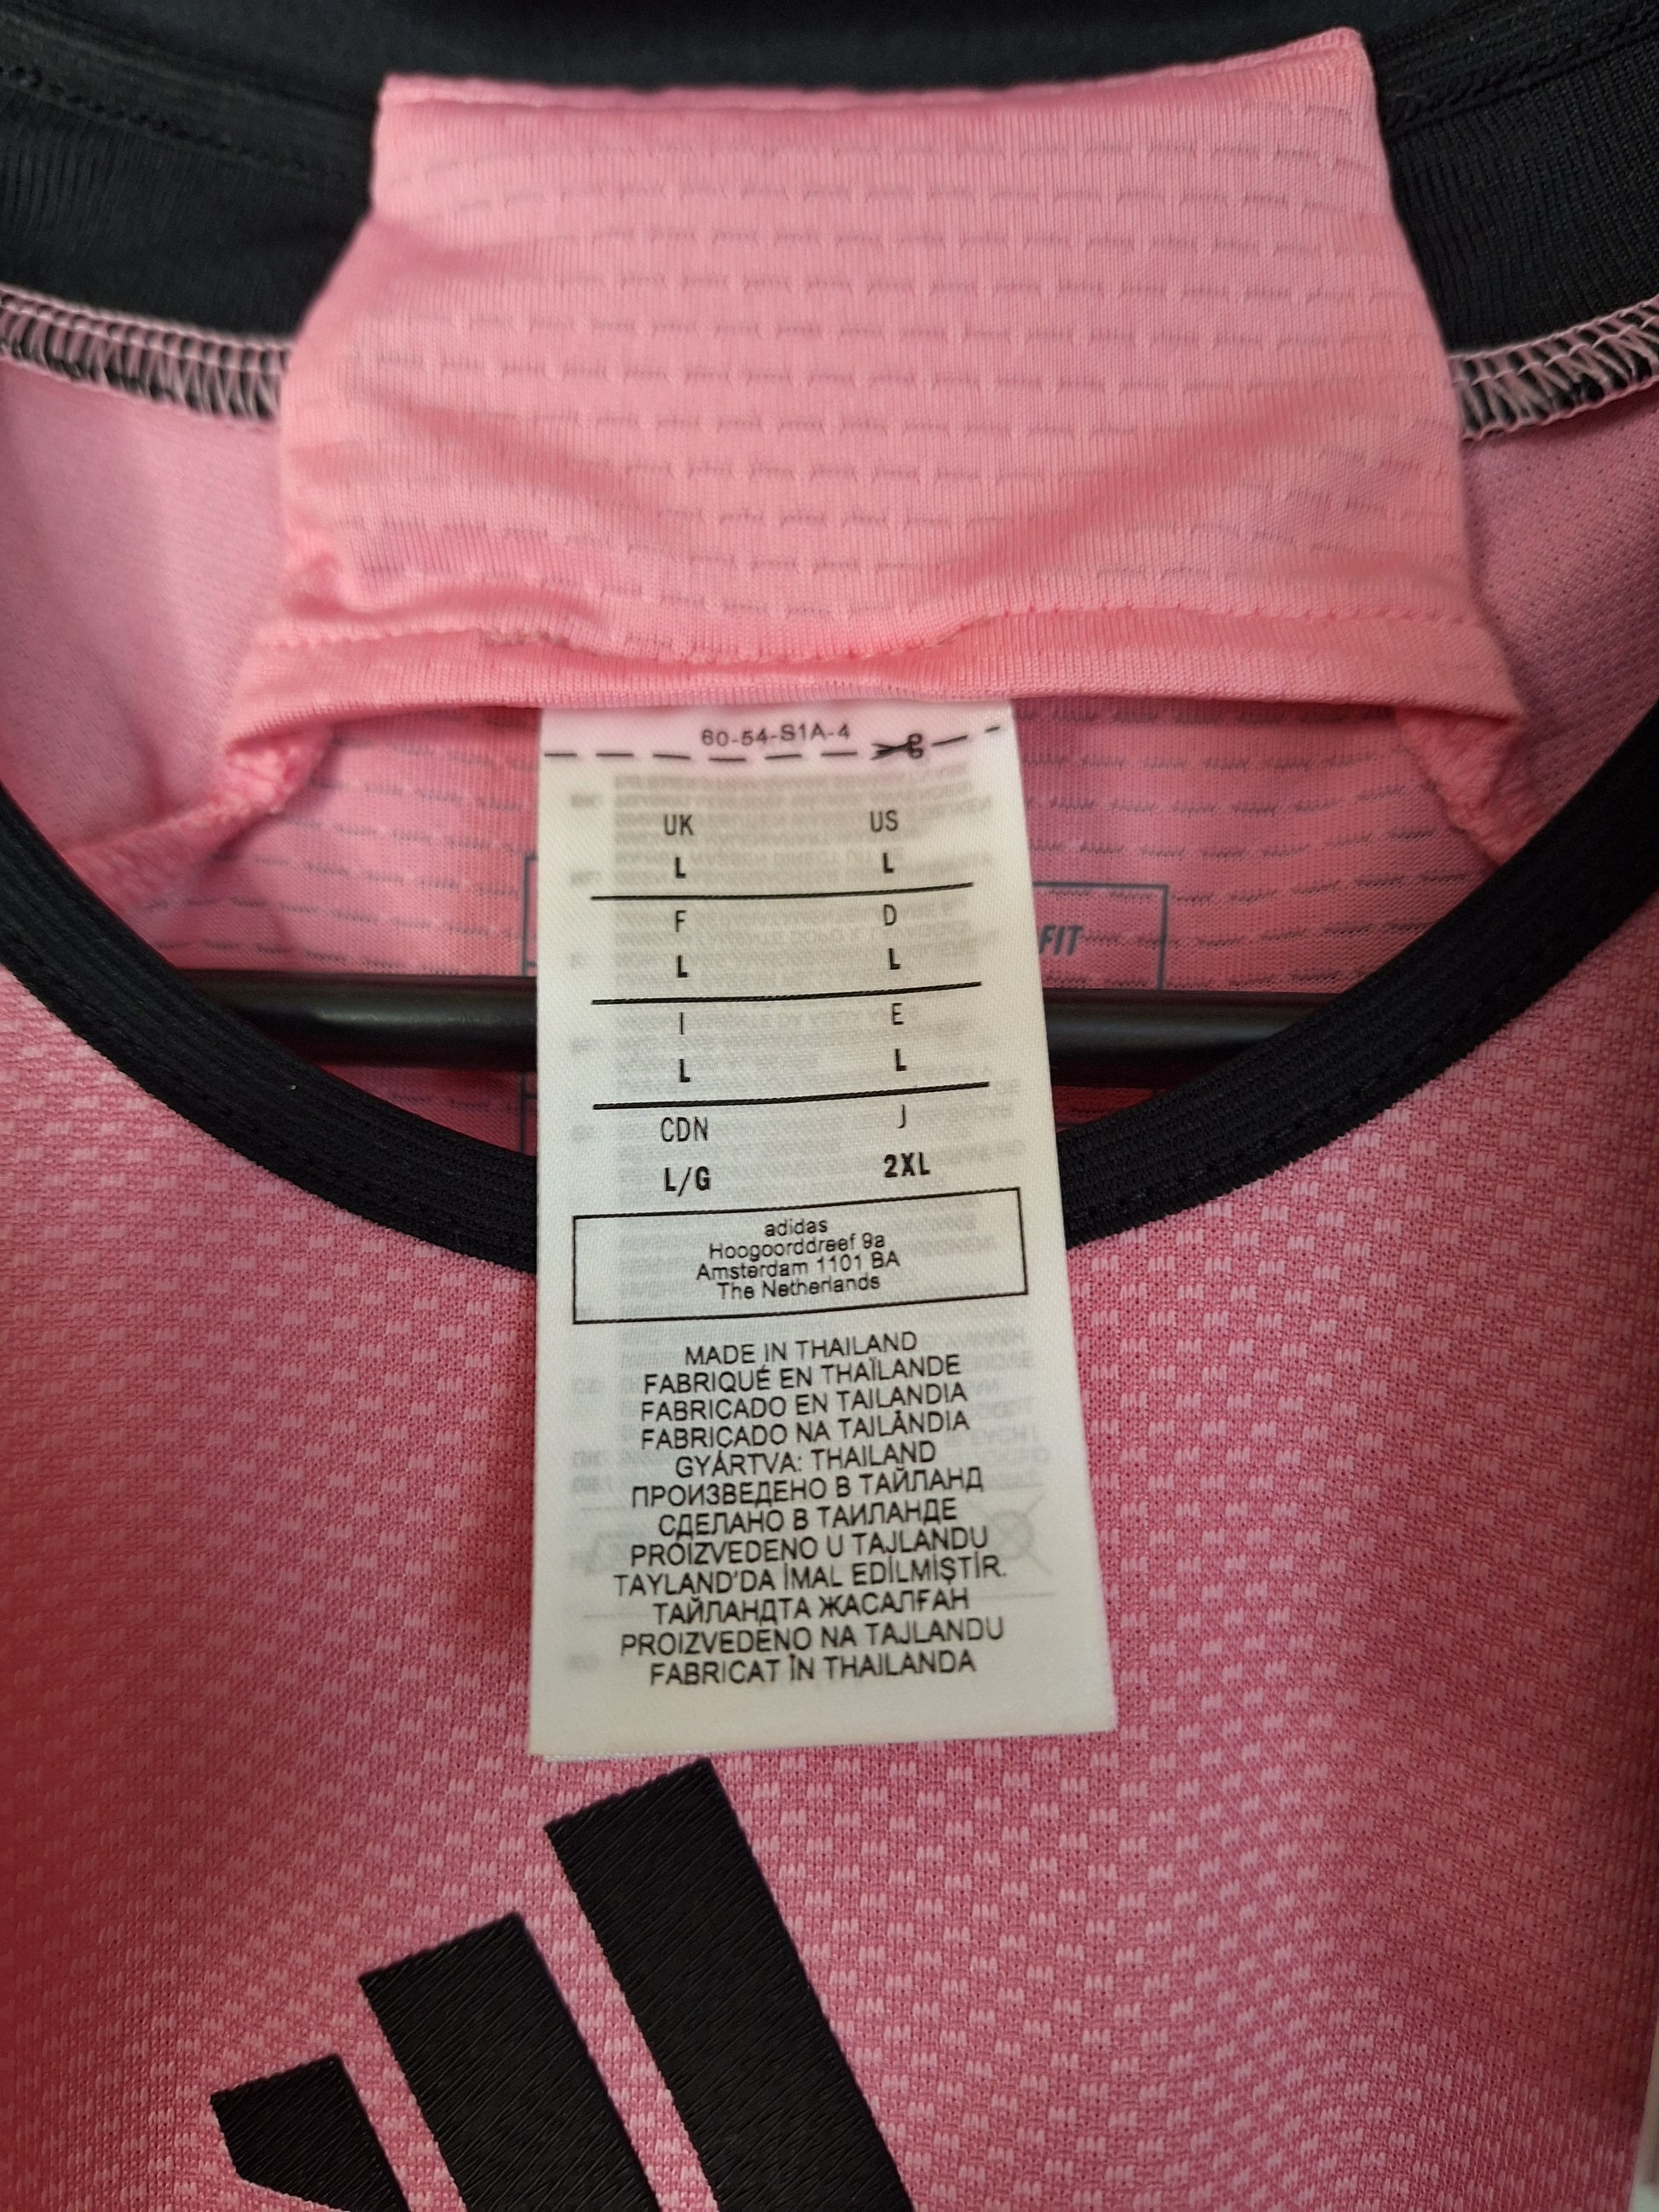 60-54-S1A-4
UK US
L L
F D
L L
I E
L L
CDN J
L/G 2XL
adidas
Hoogoorddreef 9a
Amsterdam 1101 BA
The Netherlands
MADE IN THAILAND
FABRIQUÉ EN THAÏLANDE
FABRICADO EN TAILANDIA
FABRICADO NA TAILÂNDIA
GYÁRTVA: THAILAND
ПРОИЗВЕДЕНО В ТАЙЛАНД
СДЕЛАНО В ТАИЛАНДЕ
PROIZVEDENO U TAJLANDU
TAYLAND'DA İMAL EDİLMİŞTİR.
ТАЙЛАНДТА ЖАСАЛҒАН
PROIZVEDENO NA TAJLANDU
FABRICAT ÎN THAILANDA
FIT